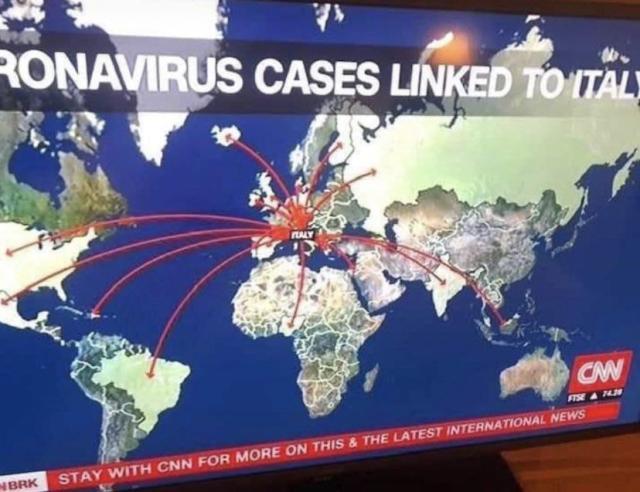 RONAVIRUS CASES LINKED TO ITALY
ITALY
CNN
FTSE ▲ 74.28
NBRK
STAY WITH CNN FOR MORE ON THIS & THE LATEST INTERNATIONAL NEWS